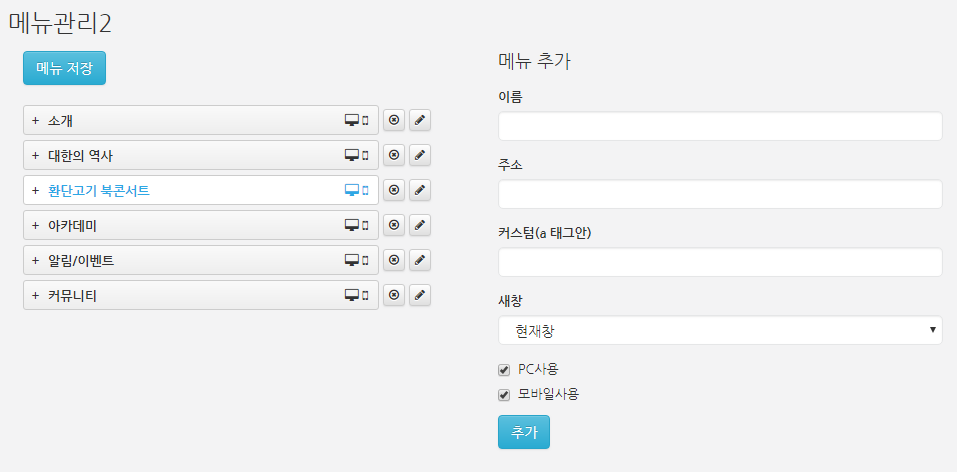 메뉴관리2
메뉴 저장
+ 소개
+ 대한의 역사
+ 환단고기 북콘서트
+ 아카데미
+ 알림/이벤트
+ 커뮤니티
메뉴 추가
이름
주소
커스텀(a 태그안)
새창
현재창
PC사용
모바일사용
추가